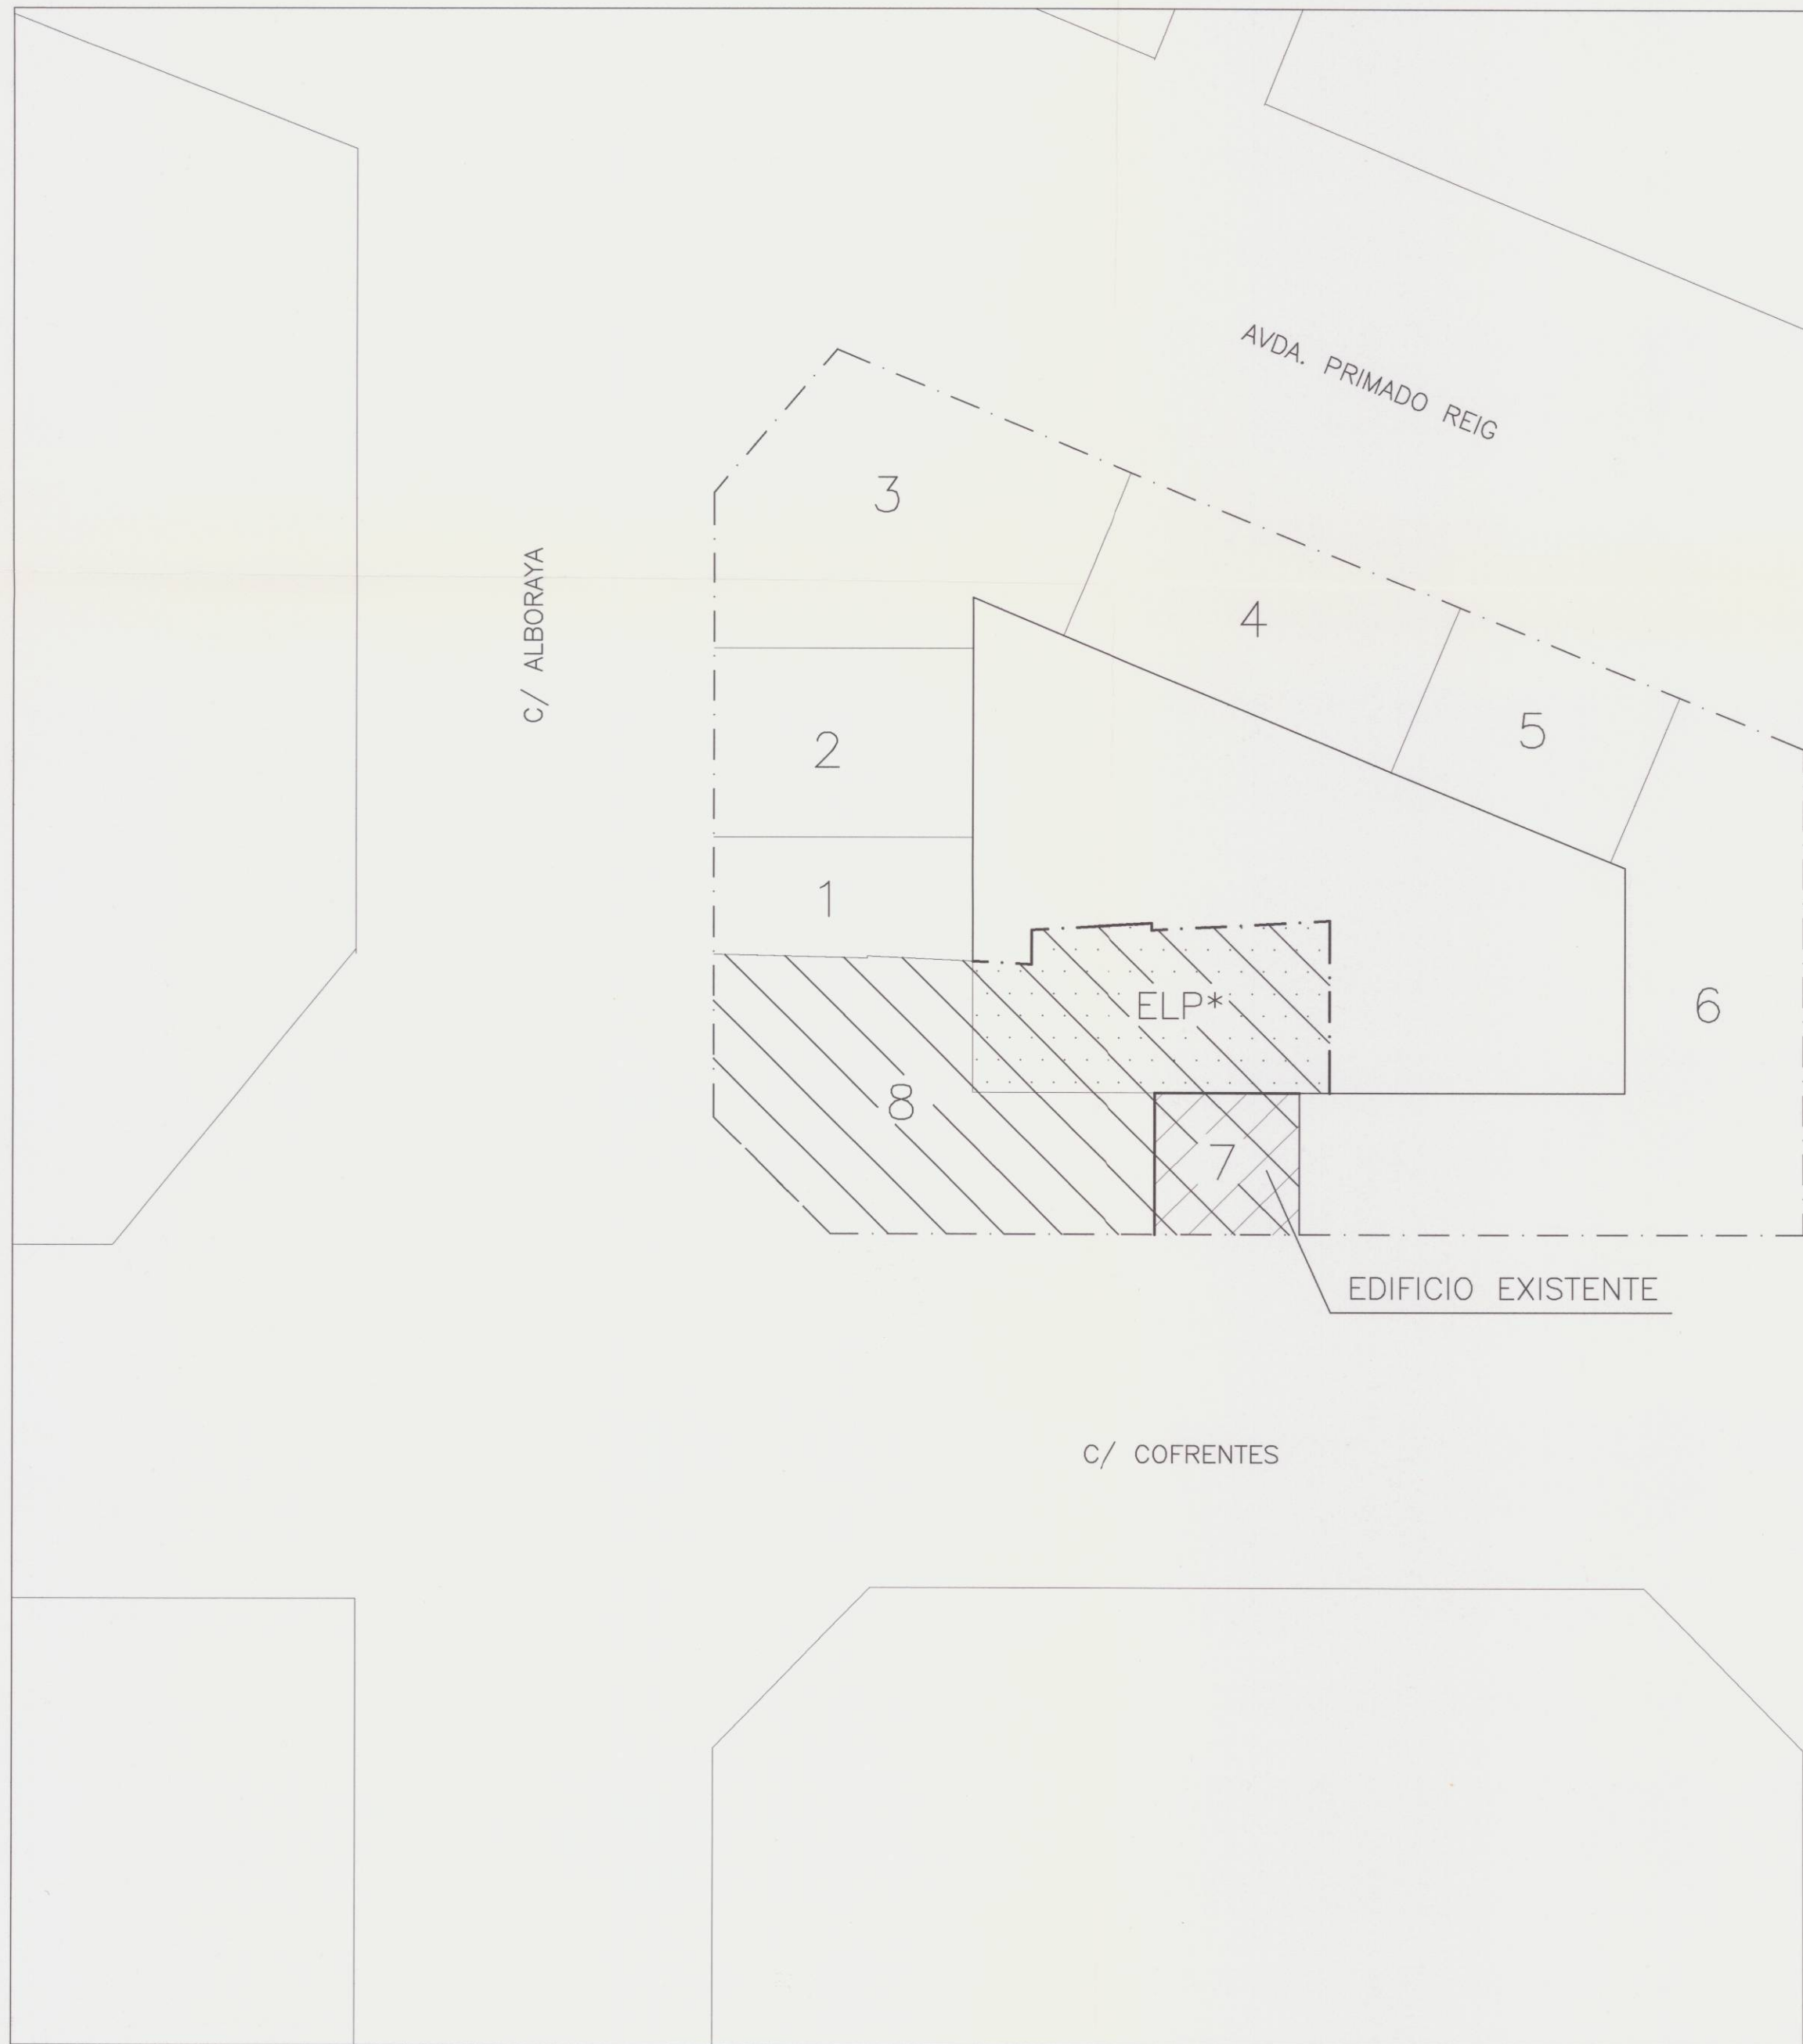 AVDA. PRIMADO REIG
3
C/ ALBORAYA
4
2
5
1
ELP*
6
8
7
EDIFICIO EXISTENTE
C/ COFRENTES